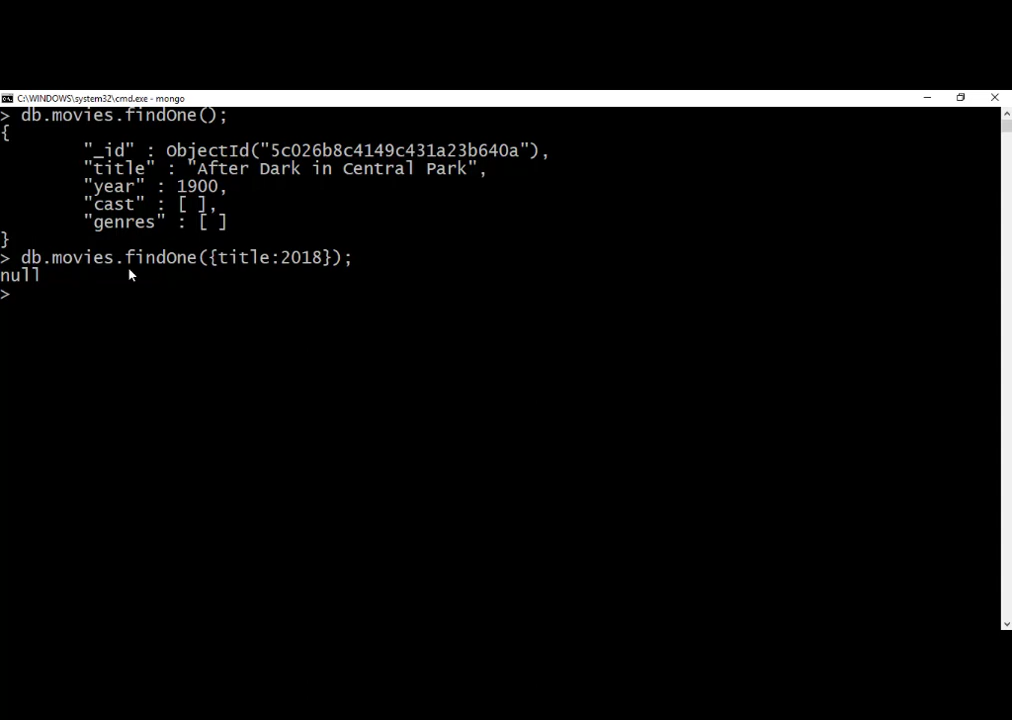 C:\WINDOWS\system32\cmd.exe - mongo
> db.movies.findOne();
{
"_id" : ObjectId("5c026b8c4149c431a23b640a"),
"title" : "After Dark in Central Park",
"year" : 1900,
"cast" : [ ],
"genres" : [ ]
}
> db.movies.findOne({title:2018});
null
>